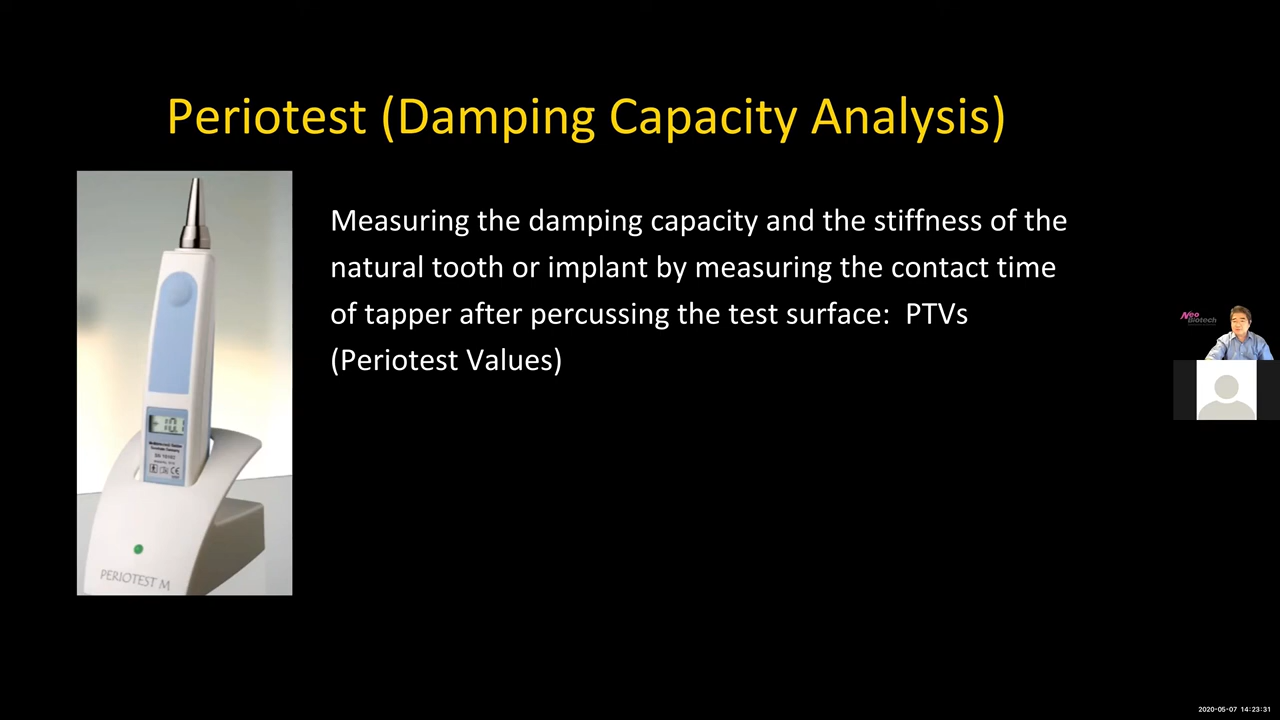 Periotest (Damping Capacity Analysis)
Measuring the damping capacity and the stiffness of the
natural tooth or implant by measuring the contact time
of tapper after percussing the test surface:  PTVs
(Periotest Values)
PERIOTEST M
Neo
Biotech
2020-05-07 14:23:31